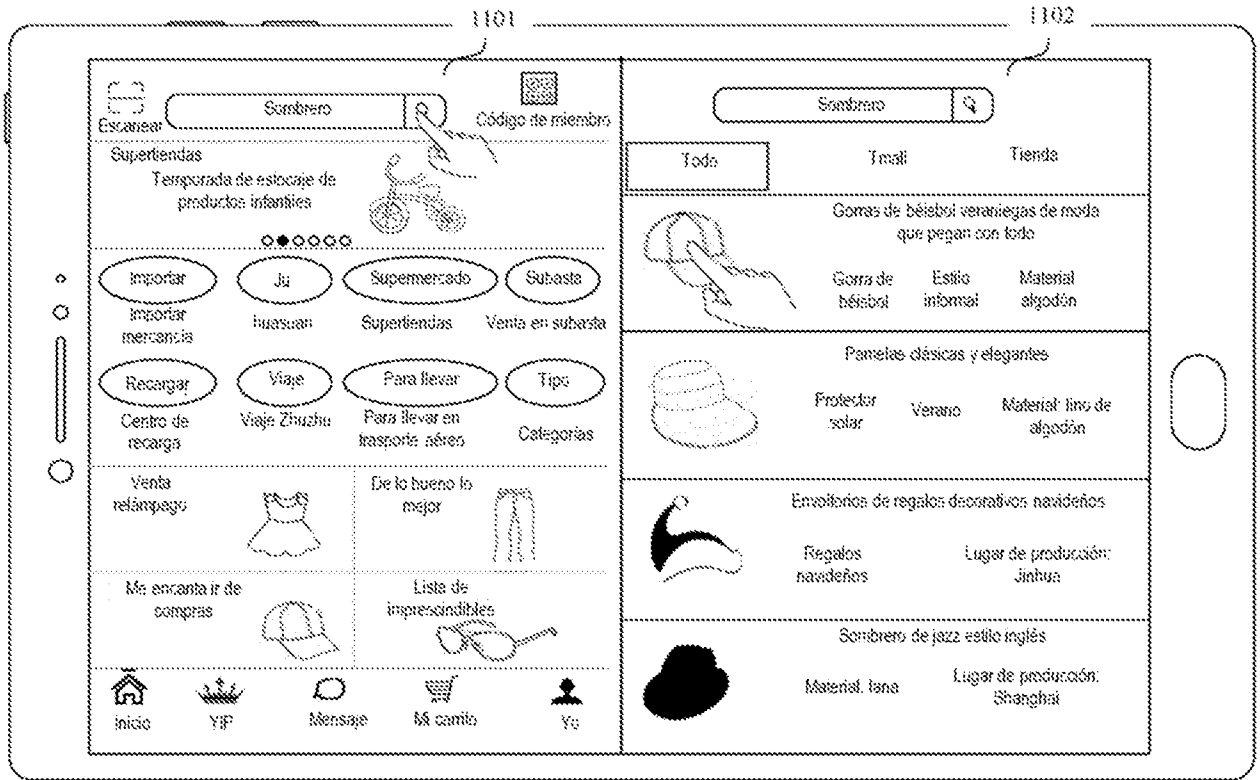 1101
1102
Sombrero
Escanear
Código de miembro
Supertiendas
Temporada de estocaje de
productos infantiles
Importar
Ju
Supermercado
Subasta
Importar
mercancía
huasuan
Supertiendas
Venta en subasta
Recargar
Viaje
Para llevar
Tipo
Centro de
recarga
Viaje Zhuzhu
Para llevar en
trasporte aéreo
Categorías
Venta
relámpago
De lo bueno lo
mejor
Me encanta ir de
compras
Lista de
imprescindibles
Inicio
Mensaje
Mi carrito
Yo
Sombrero
Todo
Tmall
Tienda
Gorras de béisbol veraniegas de moda
que pegan con todo
Gorra de
béisbol
Estilo
informal
Material
algodón
Pamelas clásicas y elegantes
Protector
solar
Verano
Material: lino de
algodón
Envoltorios de regalos decorativos navideños
Regalos
navideños
Lugar de producción:
Jinhua
Sombrero de jazz estilo inglés
Material: lana
Lugar de producción:
Shanghai